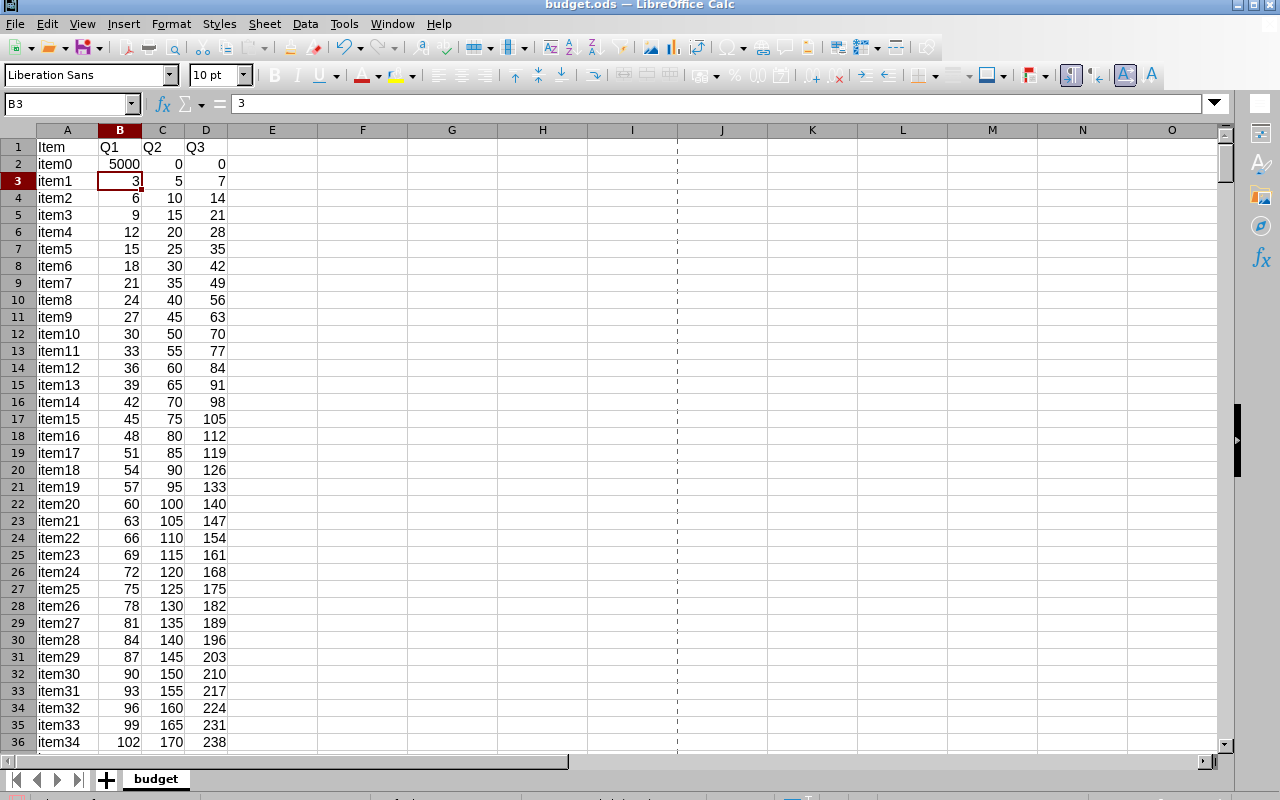 budget.ods — LibreOffice Calc
File Edit View Insert Format Styles Sheet Data Tools Window Help
Liberation Sans 10 pt
B3 3
A B C D E F G H I J K L M N O
1 Item Q1 Q2 Q3
2 item0 5000 0 0
3 item1 3 5 7
4 item2 6 10 14
5 item3 9 15 21
6 item4 12 20 28
7 item5 15 25 35
8 item6 18 30 42
9 item7 21 35 49
10 item8 24 40 56
11 item9 27 45 63
12 item10 30 50 70
13 item11 33 55 77
14 item12 36 60 84
15 item13 39 65 91
16 item14 42 70 98
17 item15 45 75 105
18 item16 48 80 112
19 item17 51 85 119
20 item18 54 90 126
21 item19 57 95 133
22 item20 60 100 140
23 item21 63 105 147
24 item22 66 110 154
25 item23 69 115 161
26 item24 72 120 168
27 item25 75 125 175
28 item26 78 130 182
29 item27 81 135 189
30 item28 84 140 196
31 item29 87 145 203
32 item30 90 150 210
33 item31 93 155 217
34 item32 96 160 224
35 item33 99 165 231
36 item34 102 170 238
budget